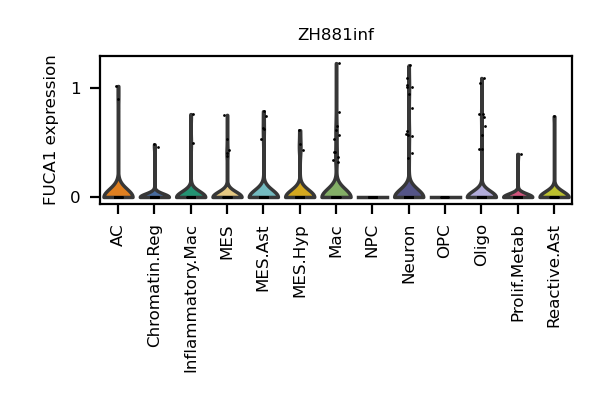 ZH881inf
FUCA1 expression
1
0
AC
Chromatin.Reg
Inflammatory.Mac
MES
MES.Ast
MES.Hyp
Mac
NPC
Neuron
OPC
Oligo
Prolif.Metab
Reactive.Ast